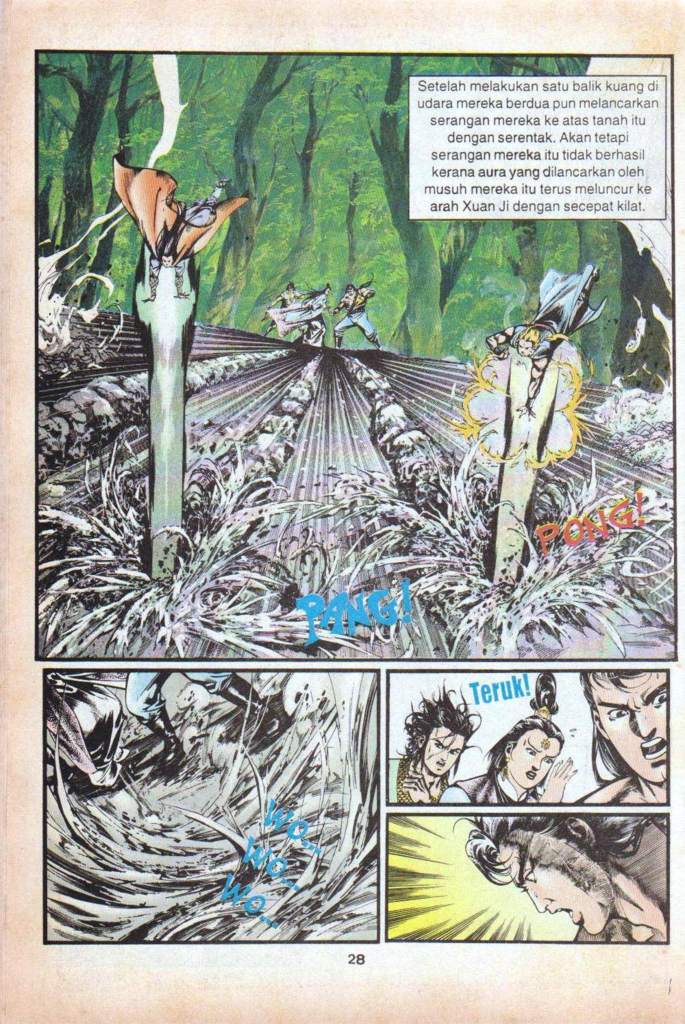 Setelah melakukan satu balik kuang di
udara mereka berdua pun melancarkan
serangan mereka ke atas tanah itu
dengan serentak. Akan tetapi
serangan mereka itu tidak berhasil
kerana aura yang dilancarkan oleh
musuh mereka itu terus meluncur ke
arah Xuan Ji dengan secepat kilat.
PONG!
PANG!
Teruk!
WO...
WO...
WO...
28